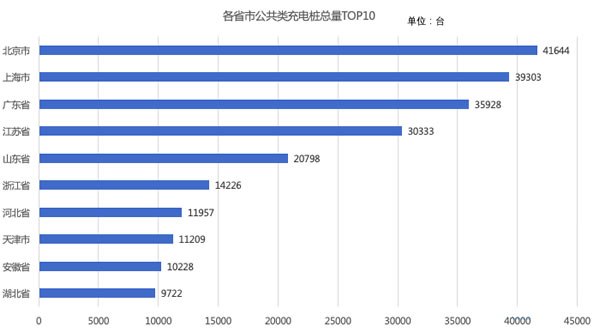 各省市公共类充电桩总量TOP10
单位：台
北京市 41644
上海市 39303
广东省 35928
江苏省 30333
山东省 20798
浙江省 14226
河北省 11957
天津市 11209
安徽省 10228
湖北省 9722
0 5000 10000 15000 20000 25000 30000 35000 40000 45000